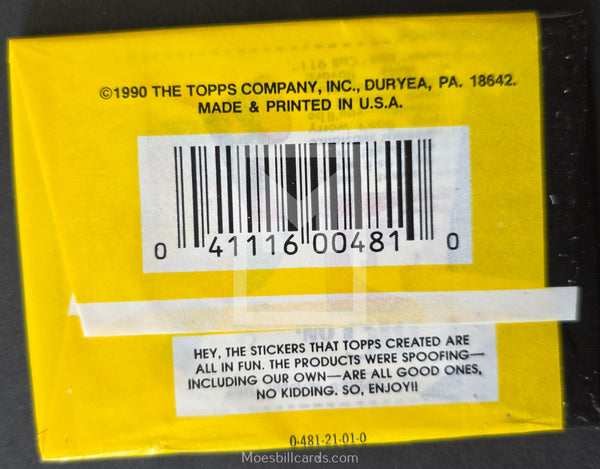 ©1990 THE TOPPS COMPANY, INC., DURYEA, PA. 18642.
MADE & PRINTED IN U.S.A.
0 41116 00481 0
HEY, THE STICKERS THAT TOPPS CREATED ARE
ALL IN FUN. THE PRODUCTS WERE SPOOFING—
INCLUDING OUR OWN—ARE ALL GOOD ONES,
NO KIDDING. SO, ENJOY!!
0-481-21-01-0
Moesbillcards.com